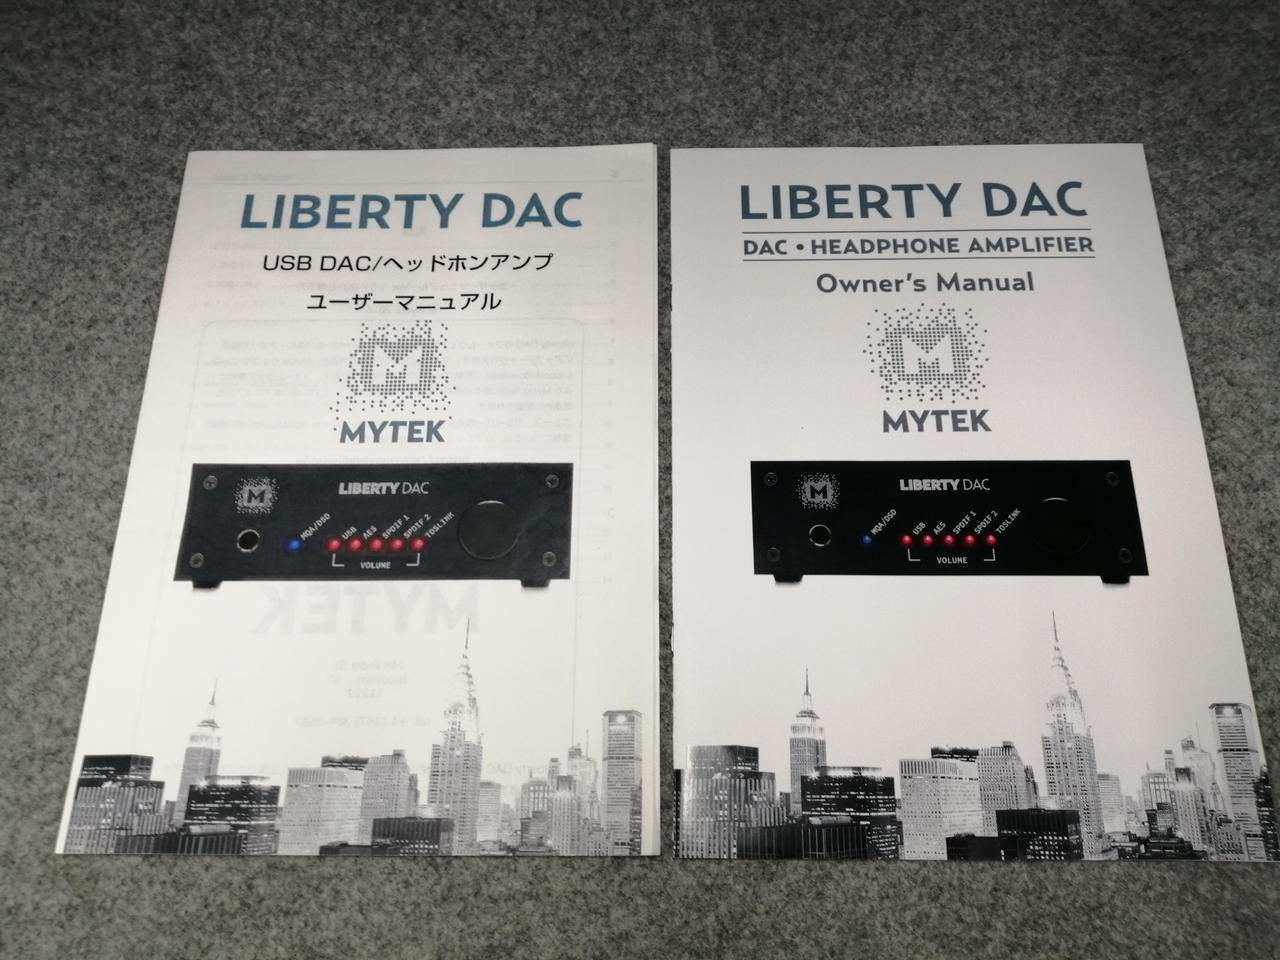 LIBERTY DAC
USB DAC/ヘッドホンアンプ
ユーザーマニュアル
M
MYTEK
M
LIBERTY DAC
MQA/DSD
USB
AES
SPDIF 1
SPDIF 2
TOSLINK
VOLUME
MYTEK
LIBERTY DAC
DAC • HEADPHONE AMPLIFIER
Owner's Manual
M
MYTEK
M
LIBERTY DAC
MQA/DSD
USB
AES
SPDIF 1
SPDIF 2
TOSLINK
VOLUME